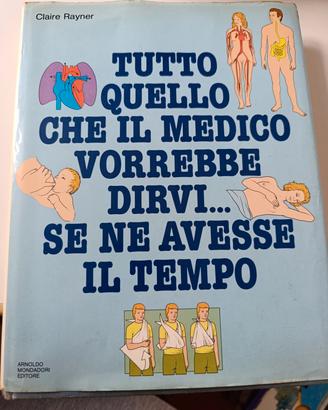 Claire Rayner
TUTTO
QUELLO
CHE IL MEDICO
VORREBBE
DIRVI...
SE NE AVESSE
IL TEMPO
ARNOLDO
MONDADORI
EDITORE